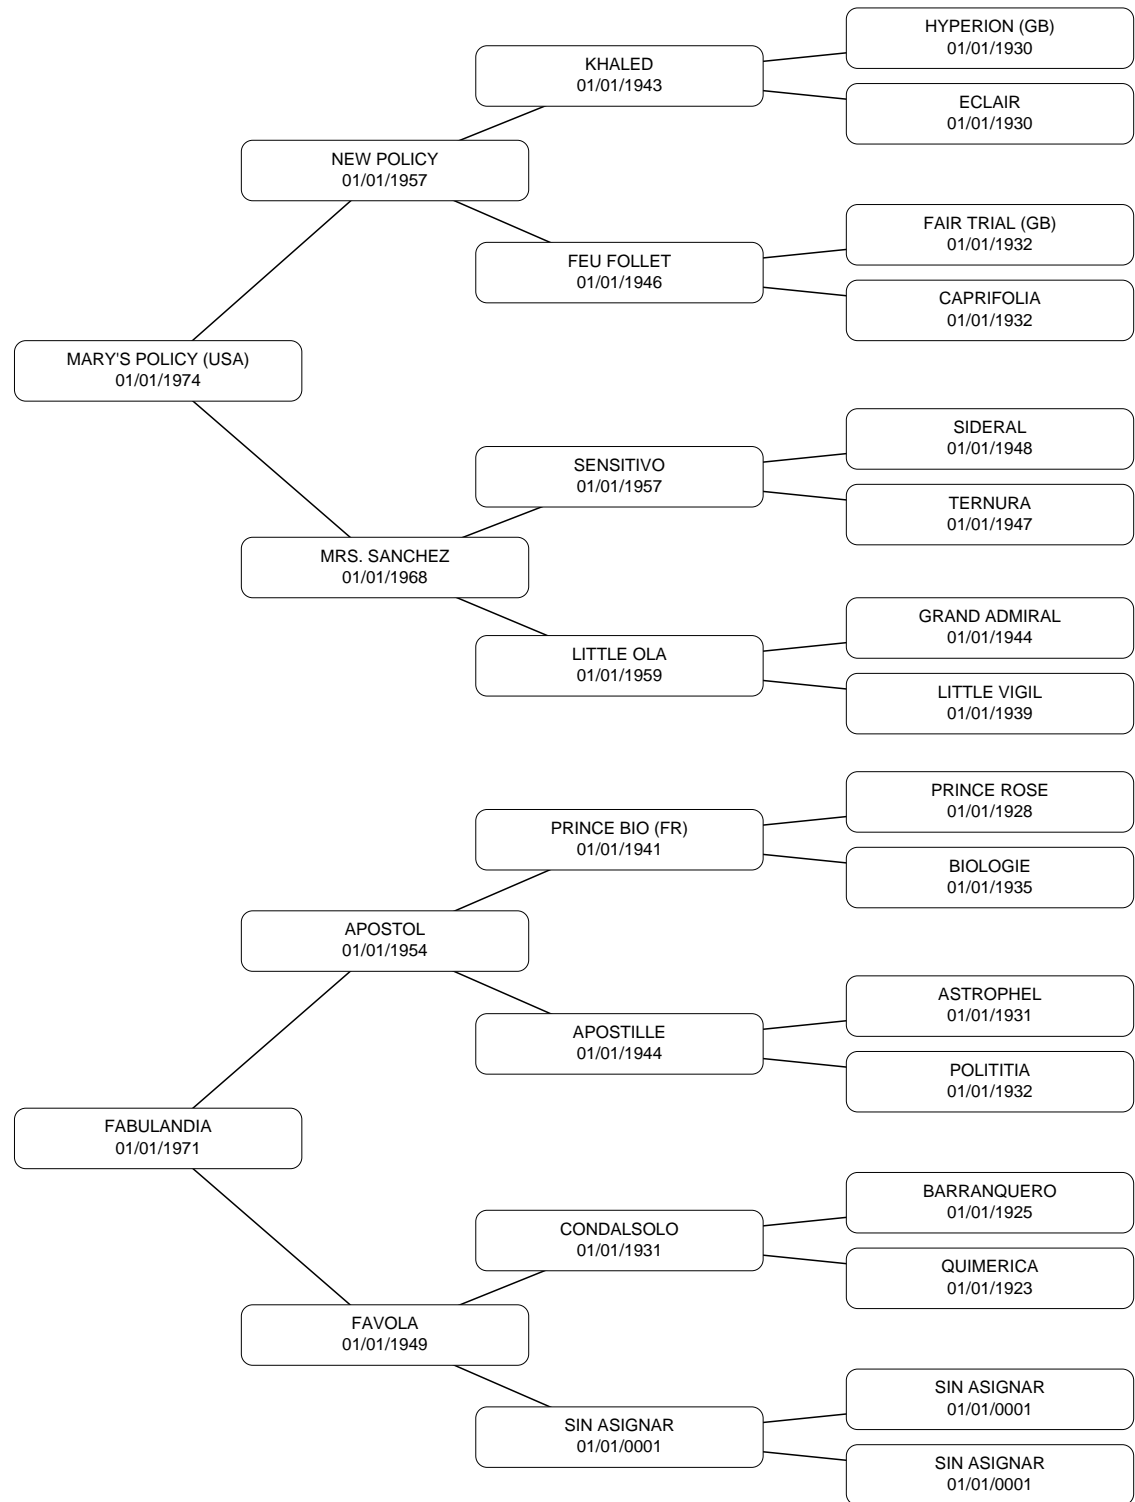 HYPERION (GB)
01/01/1930
KHALED
01/01/1943
ECLAIR
01/01/1930
NEW POLICY
01/01/1957
FAIR TRIAL (GB)
01/01/1932
FEU FOLLET
01/01/1946
CAPRIFOLIA
01/01/1932
MARY'S POLICY (USA)
01/01/1974
SIDERAL
01/01/1948
SENSITIVO
01/01/1957
TERNURA
01/01/1947
MRS. SANCHEZ
01/01/1968
GRAND ADMIRAL
01/01/1944
LITTLE OLA
01/01/1959
LITTLE VIGIL
01/01/1939
PRINCE ROSE
01/01/1928
PRINCE BIO (FR)
01/01/1941
BIOLOGIE
01/01/1935
APOSTOL
01/01/1954
ASTROPHEL
01/01/1931
APOSTILLE
01/01/1944
POLITITIA
01/01/1932
FABULANDIA
01/01/1971
BARRANQUERO
01/01/1925
CONDALSOLO
01/01/1931
QUIMERICA
01/01/1923
FAVOLA
01/01/1949
SIN ASIGNAR
01/01/0001
SIN ASIGNAR
01/01/0001
SIN ASIGNAR
01/01/0001